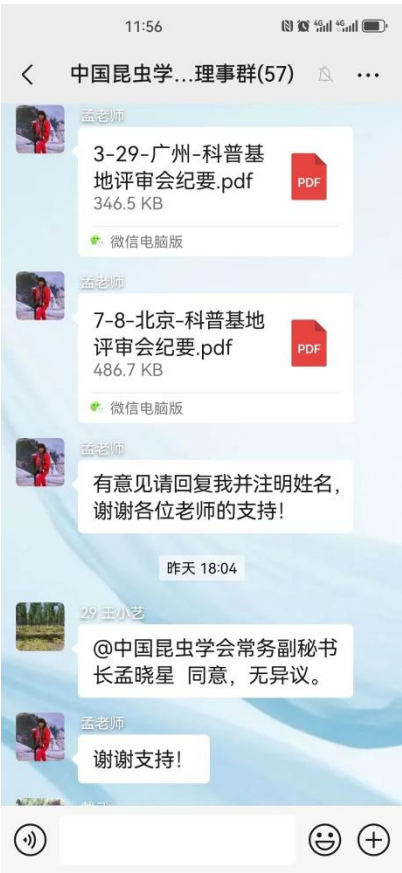 11:56
中国昆虫学...理事群(57)
孟老师
3-29-广州-科普基
地评审会纪要.pdf
346.5 KB
PDF
微信电脑版
孟老师
7-8-北京-科普基地
评审会纪要.pdf
486.7 KB
PDF
微信电脑版
孟老师
有意见请回复我并注明姓名，
谢谢各位老师的支持！
昨天 18:04
29 王小艺
@中国昆虫学会常务副秘书
长孟晓星 同意，无异议。
孟老师
谢谢支持！